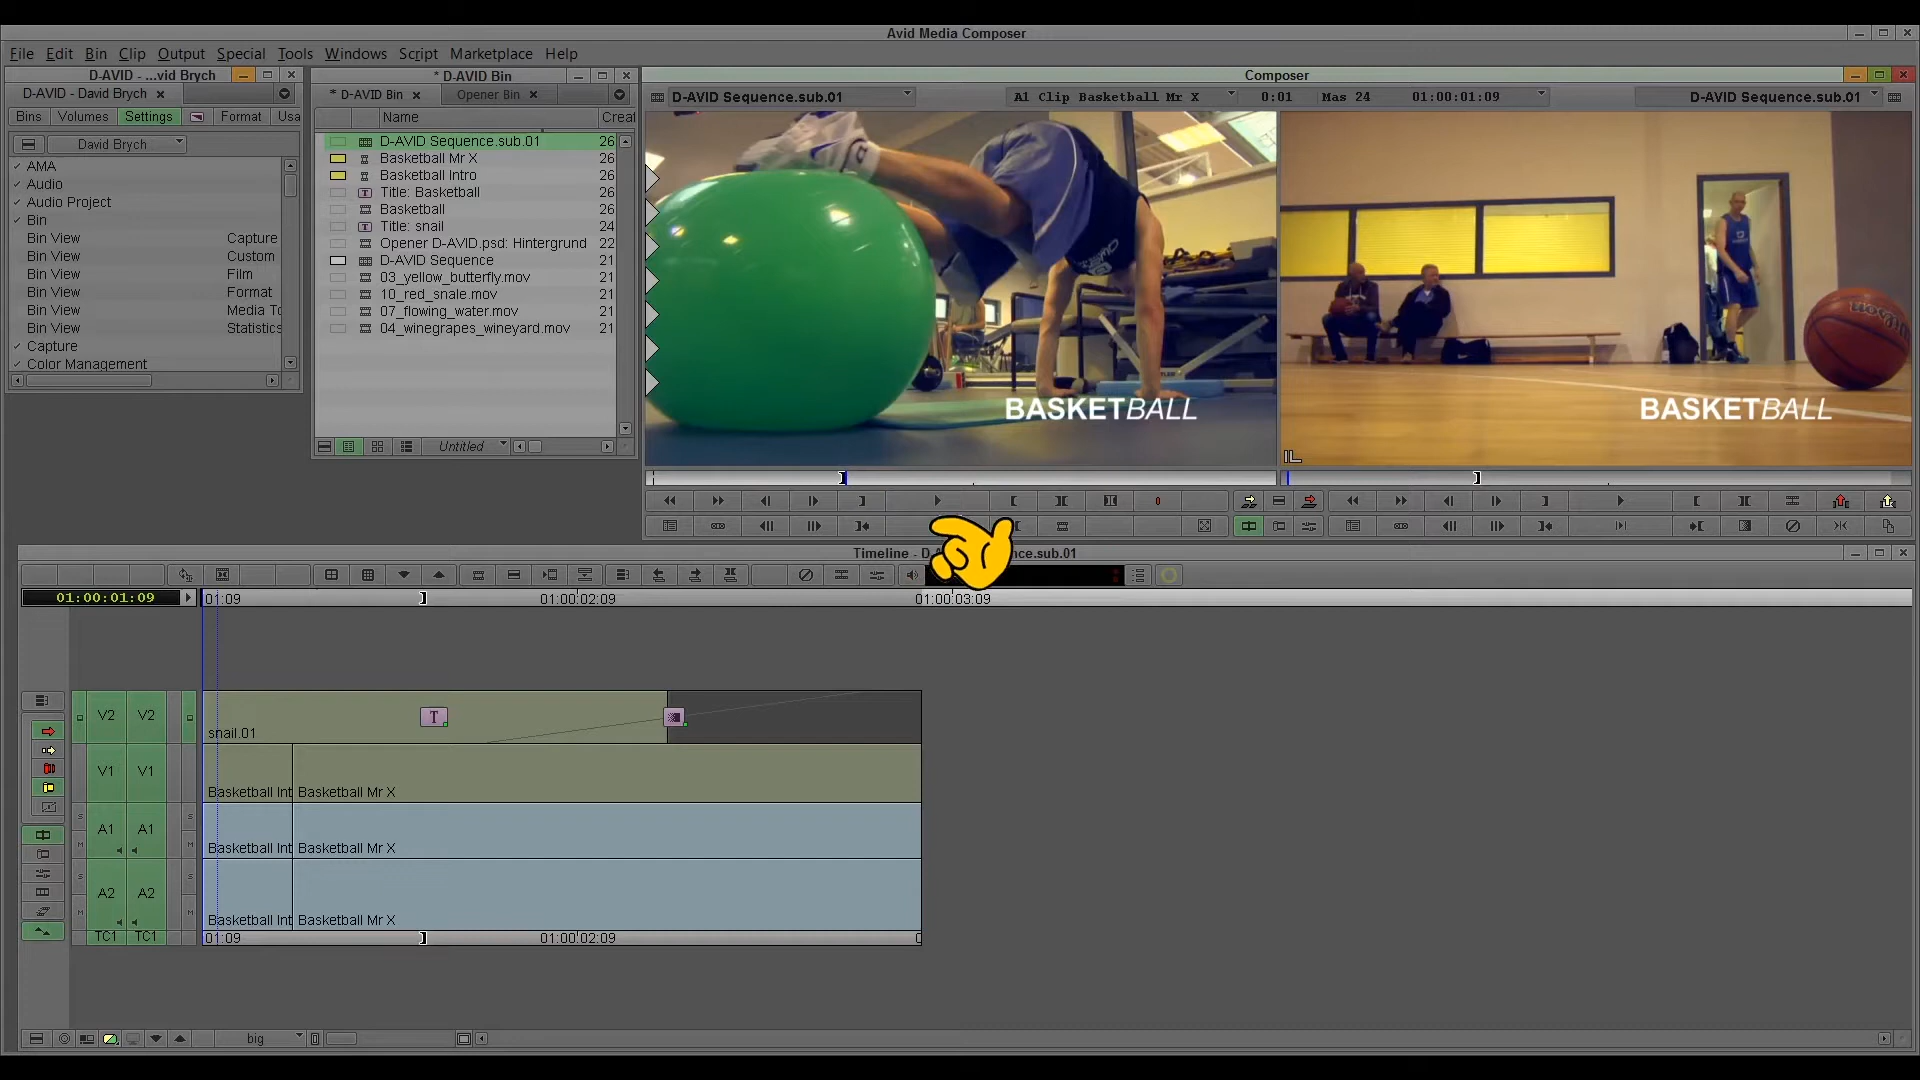 Avid Media Composer
File Edit Bin Clip Output Special Tools Windows Script Marketplace Help
D-AVID - ...vid Brych
D-AVID - David Brych
Bins Volumes Settings Format Usa
David Brych
AMA
Audio
Audio Project
Bin
Bin View Capture
Bin View Custom
Bin View Film
Bin View Format
Bin View Media To
Bin View Statistics
Capture
Color Management
* D-AVID Bin
* D-AVID Bin Opener Bin
Name Creat
D-AVID Sequence.sub.01 26
Basketball Mr X 26
Basketball Intro 26
Title: Basketball 26
Basketball 26
Title: snail 24
Opener D-AVID.psd: Hintergrund 22
D-AVID Sequence 21
03_yellow_butterfly.mov 21
10_red_snale.mov 21
07_flowing_water.mov 21
04_winegrapes_wineyard.mov 21
Untitled
Composer
D-AVID Sequence.sub.01 A1 Clip Basketball Mr X 0:01 Mas 24 01:00:01:09 D-AVID Sequence.sub.01
BASKETBALL
Wilson
BASKETBALL
Timeline - D-A
nce.sub.01
01:00:01:09
01:09 01:00:02:09 01:00:03:09
V2 V2
T
snail.01
V1 V1
Basketball Int Basketball Mr X
A1 A1
M M
Basketball Int Basketball Mr X
A2 A2
M M
Basketball Int Basketball Mr X
TC1 TC1 01:09 01:00:02:09
big